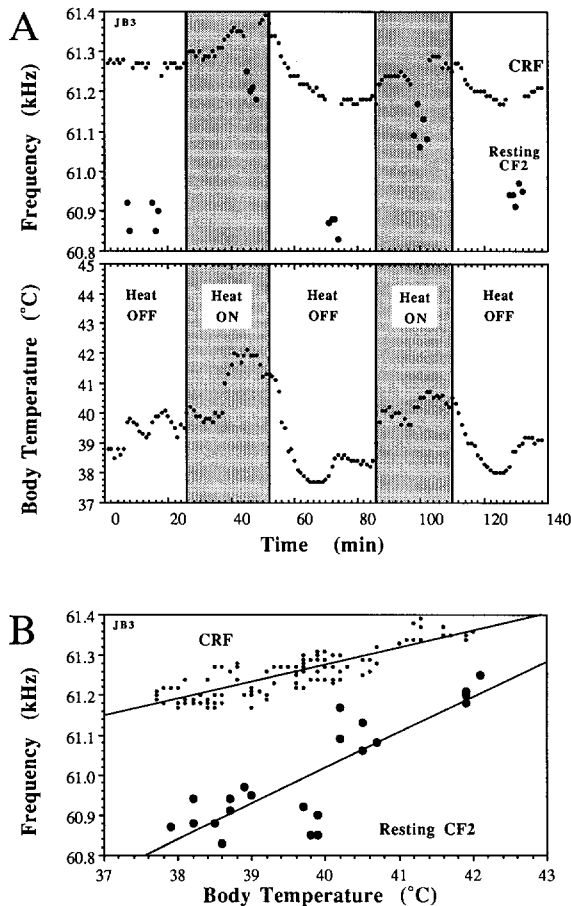 A
JB3
61.4
61.3
61.2
61.1
61.0
60.9
60.8
Frequency (kHz)
CRF
Resting
CF2
45
44
43
42
41
40
39
38
37
Body Temperature (°C)
Heat
OFF
Heat
ON
Heat
OFF
Heat
ON
Heat
OFF
0 20 40 60 80 100 120 140
Time (min)
B
JB3
61.4
61.3
61.2
61.1
61.0
60.9
60.8
Frequency (kHz)
CRF
Resting CF2
37 38 39 40 41 42 43
Body Temperature (°C)